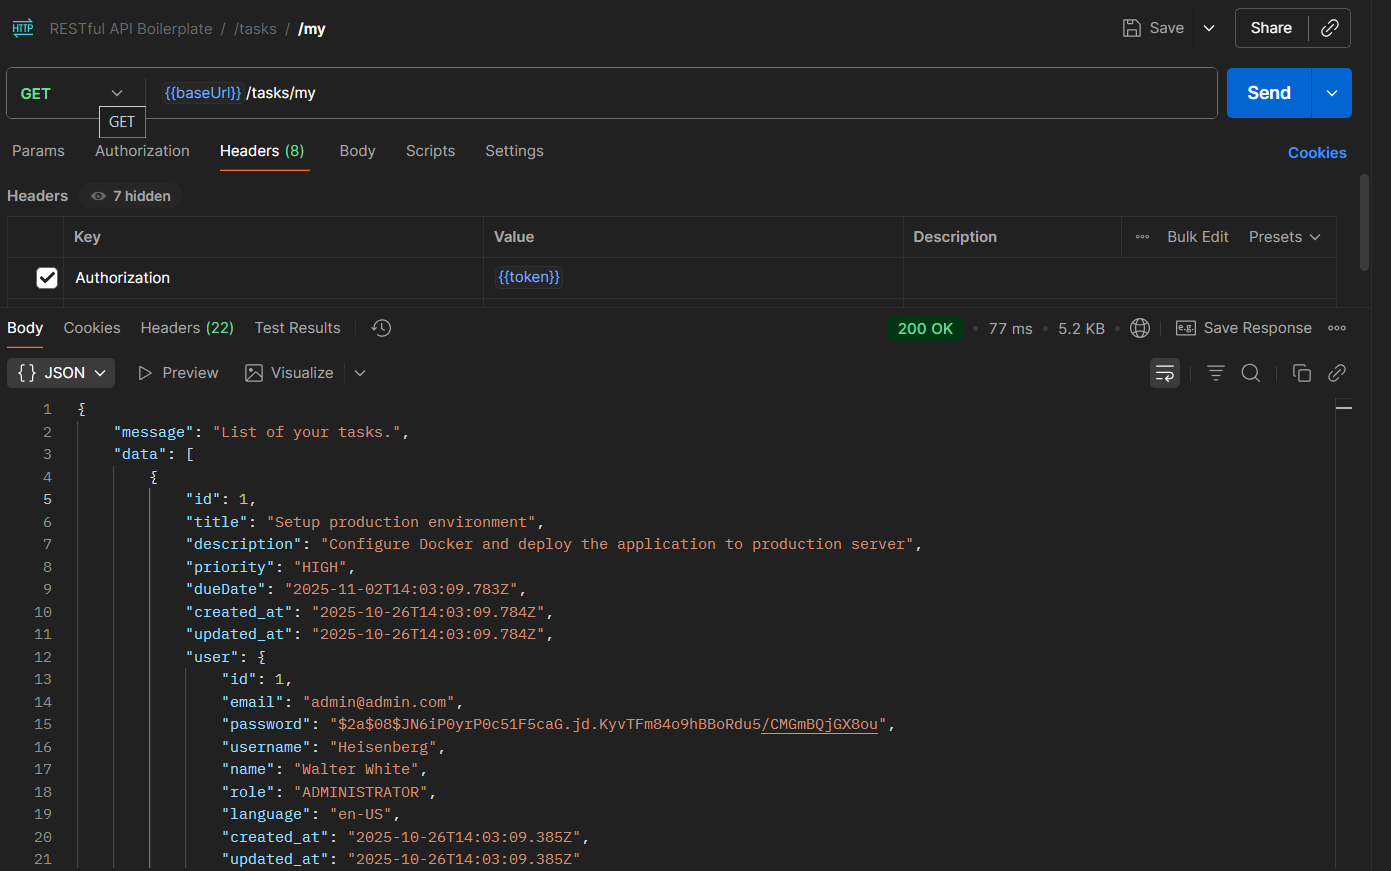 HTTP RESTful API Boilerplate / /tasks / /my Save Share
GET {{baseUrl}} /tasks/my Send
GET
Params Authorization Headers (8) Body Scripts Settings Cookies
Headers 7 hidden
Key Value Description Bulk Edit Presets
Authorization {{token}}
Body Cookies Headers (22) Test Results 200 OK 77 ms 5.2 KB e.g. Save Response
{} JSON Preview Visualize
1 {
2 "message": "List of your tasks.",
3 "data": [
4 {
5 "id": 1,
6 "title": "Setup production environment",
7 "description": "Configure Docker and deploy the application to production server",
8 "priority": "HIGH",
9 "dueDate": "2025-11-02T14:03:09.783Z",
10 "created_at": "2025-10-26T14:03:09.784Z",
11 "updated_at": "2025-10-26T14:03:09.784Z",
12 "user": {
13 "id": 1,
14 "email": "admin@admin.com",
15 "password": "$2a$08$JN6iP0yrP0c51F5caG.jd.KyvTFm84o9hBBoRdu5/CMGmBQjGX8ou",
16 "username": "Heisenberg",
17 "name": "Walter White",
18 "role": "ADMINISTRATOR",
19 "language": "en-US",
20 "created_at": "2025-10-26T14:03:09.385Z",
21 "updated_at": "2025-10-26T14:03:09.385Z"